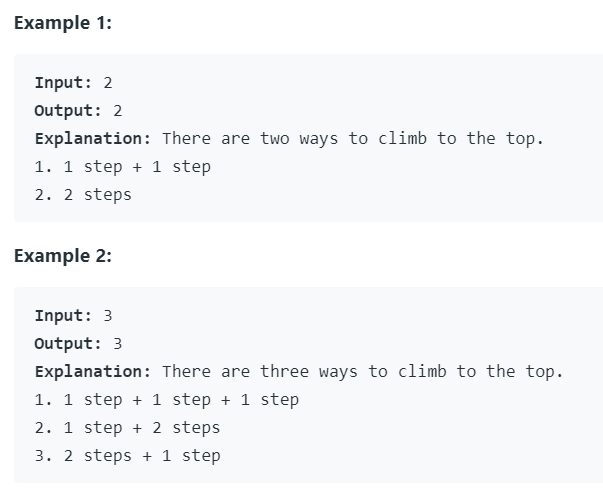 Example 1:
Input: 2
Output: 2
Explanation: There are two ways to climb to the top.
1. 1 step + 1 step
2. 2 steps
Example 2:
Input: 3
Output: 3
Explanation: There are three ways to climb to the top.
1. 1 step + 1 step + 1 step
2. 1 step + 2 steps
3. 2 steps + 1 step